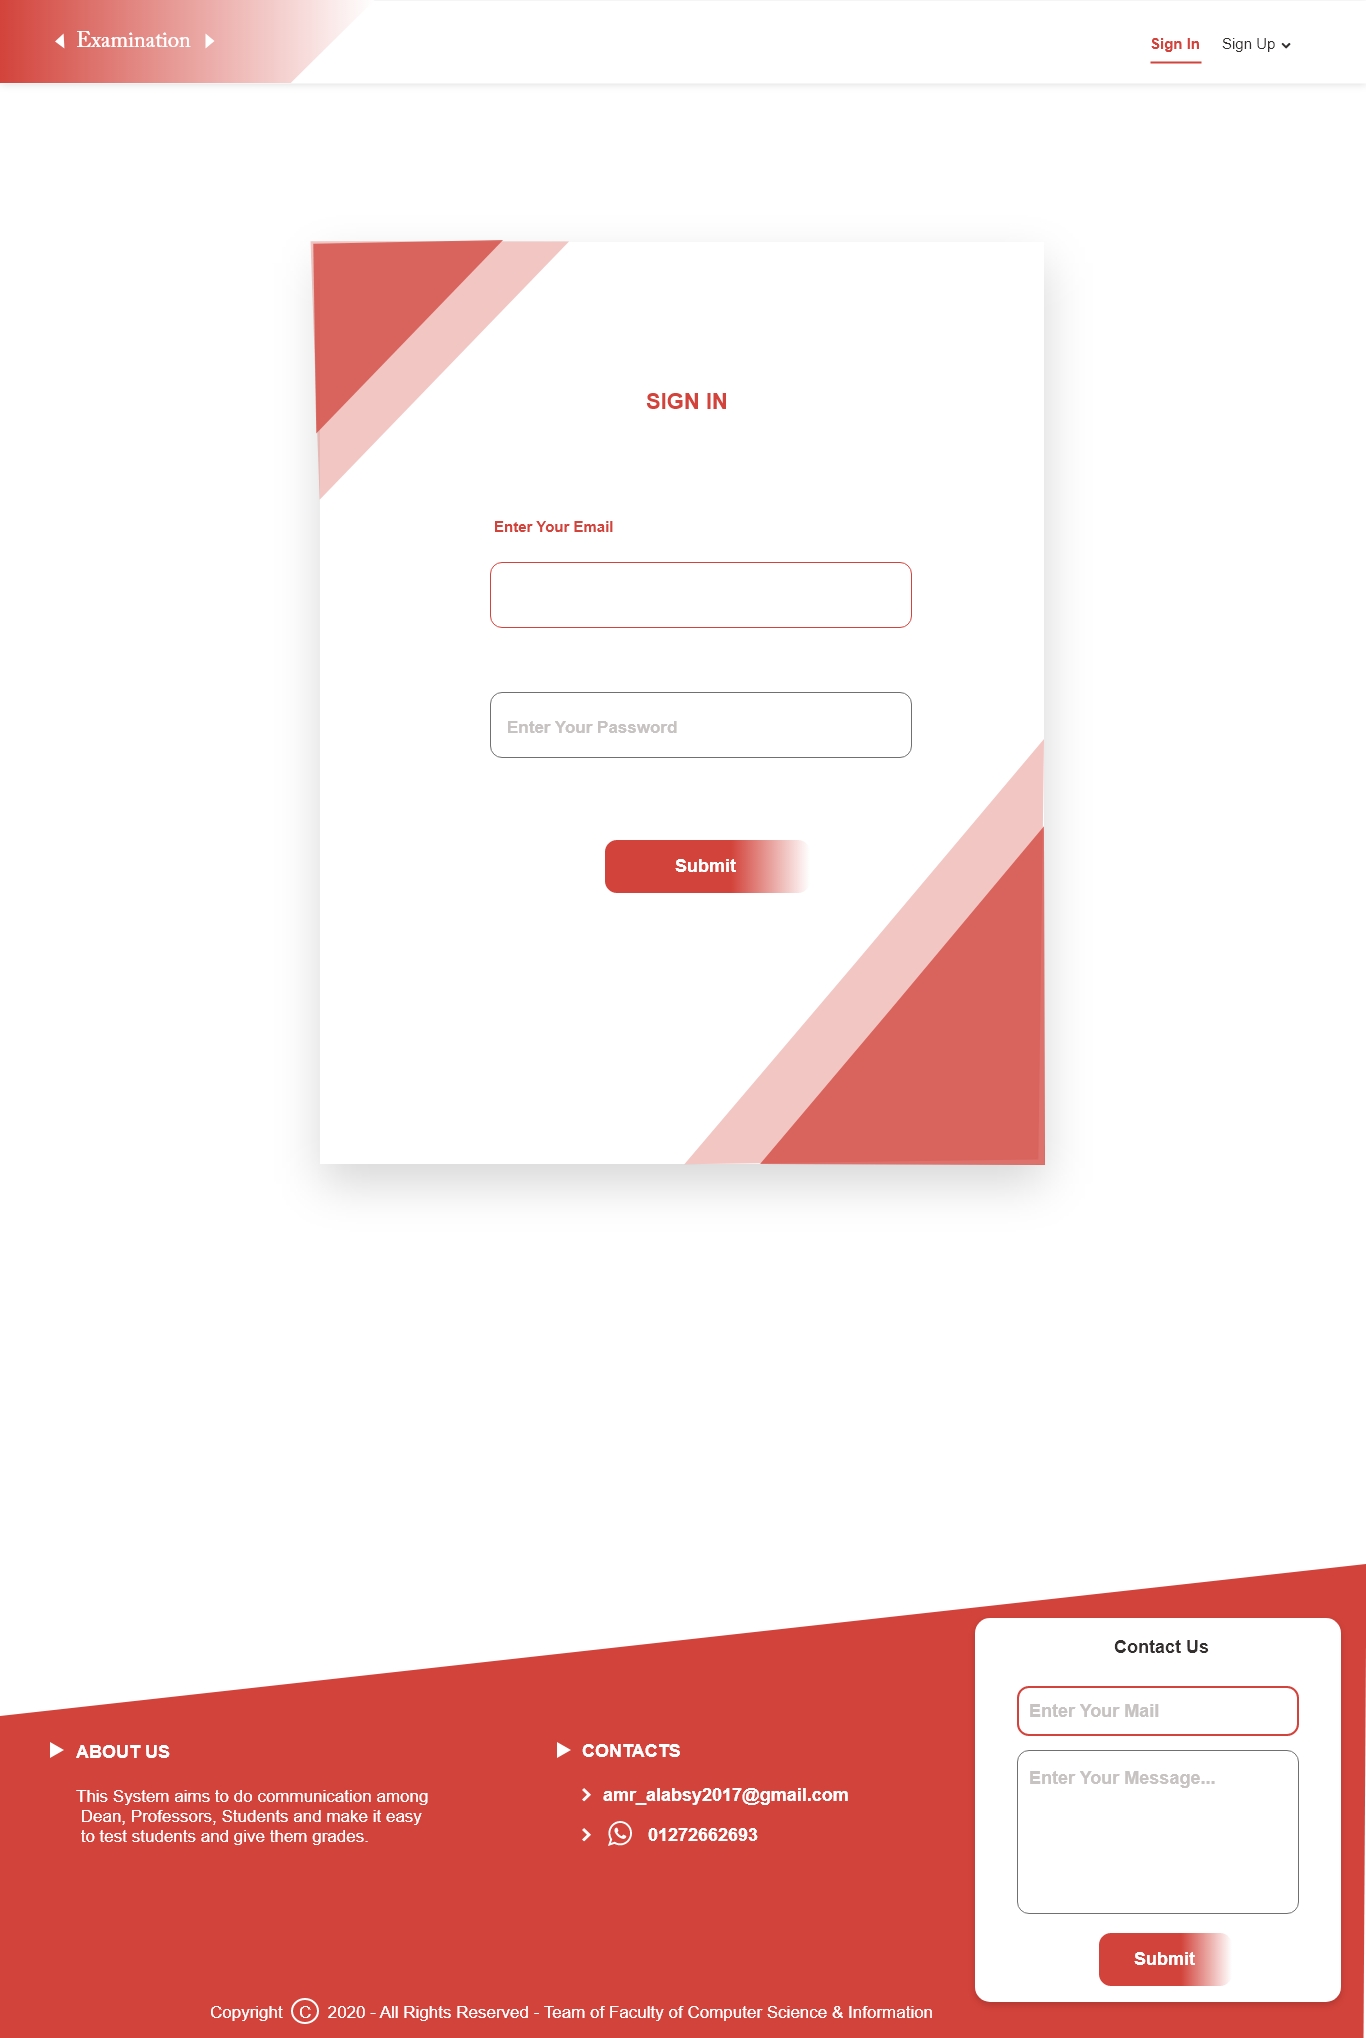 Examination
Sign In
Sign Up
SIGN IN
Enter Your Email
Enter Your Password
Submit
Contact Us
Enter Your Mail
Enter Your Message...
Submit
ABOUT US
This System aims to do communication among
Dean, Professors, Students and make it easy
to test students and give them grades.
CONTACTS
amr_alabsy2017@gmail.com
01272662693
Copyright © 2020 - All Rights Reserved - Team of Faculty of Computer Science & Information